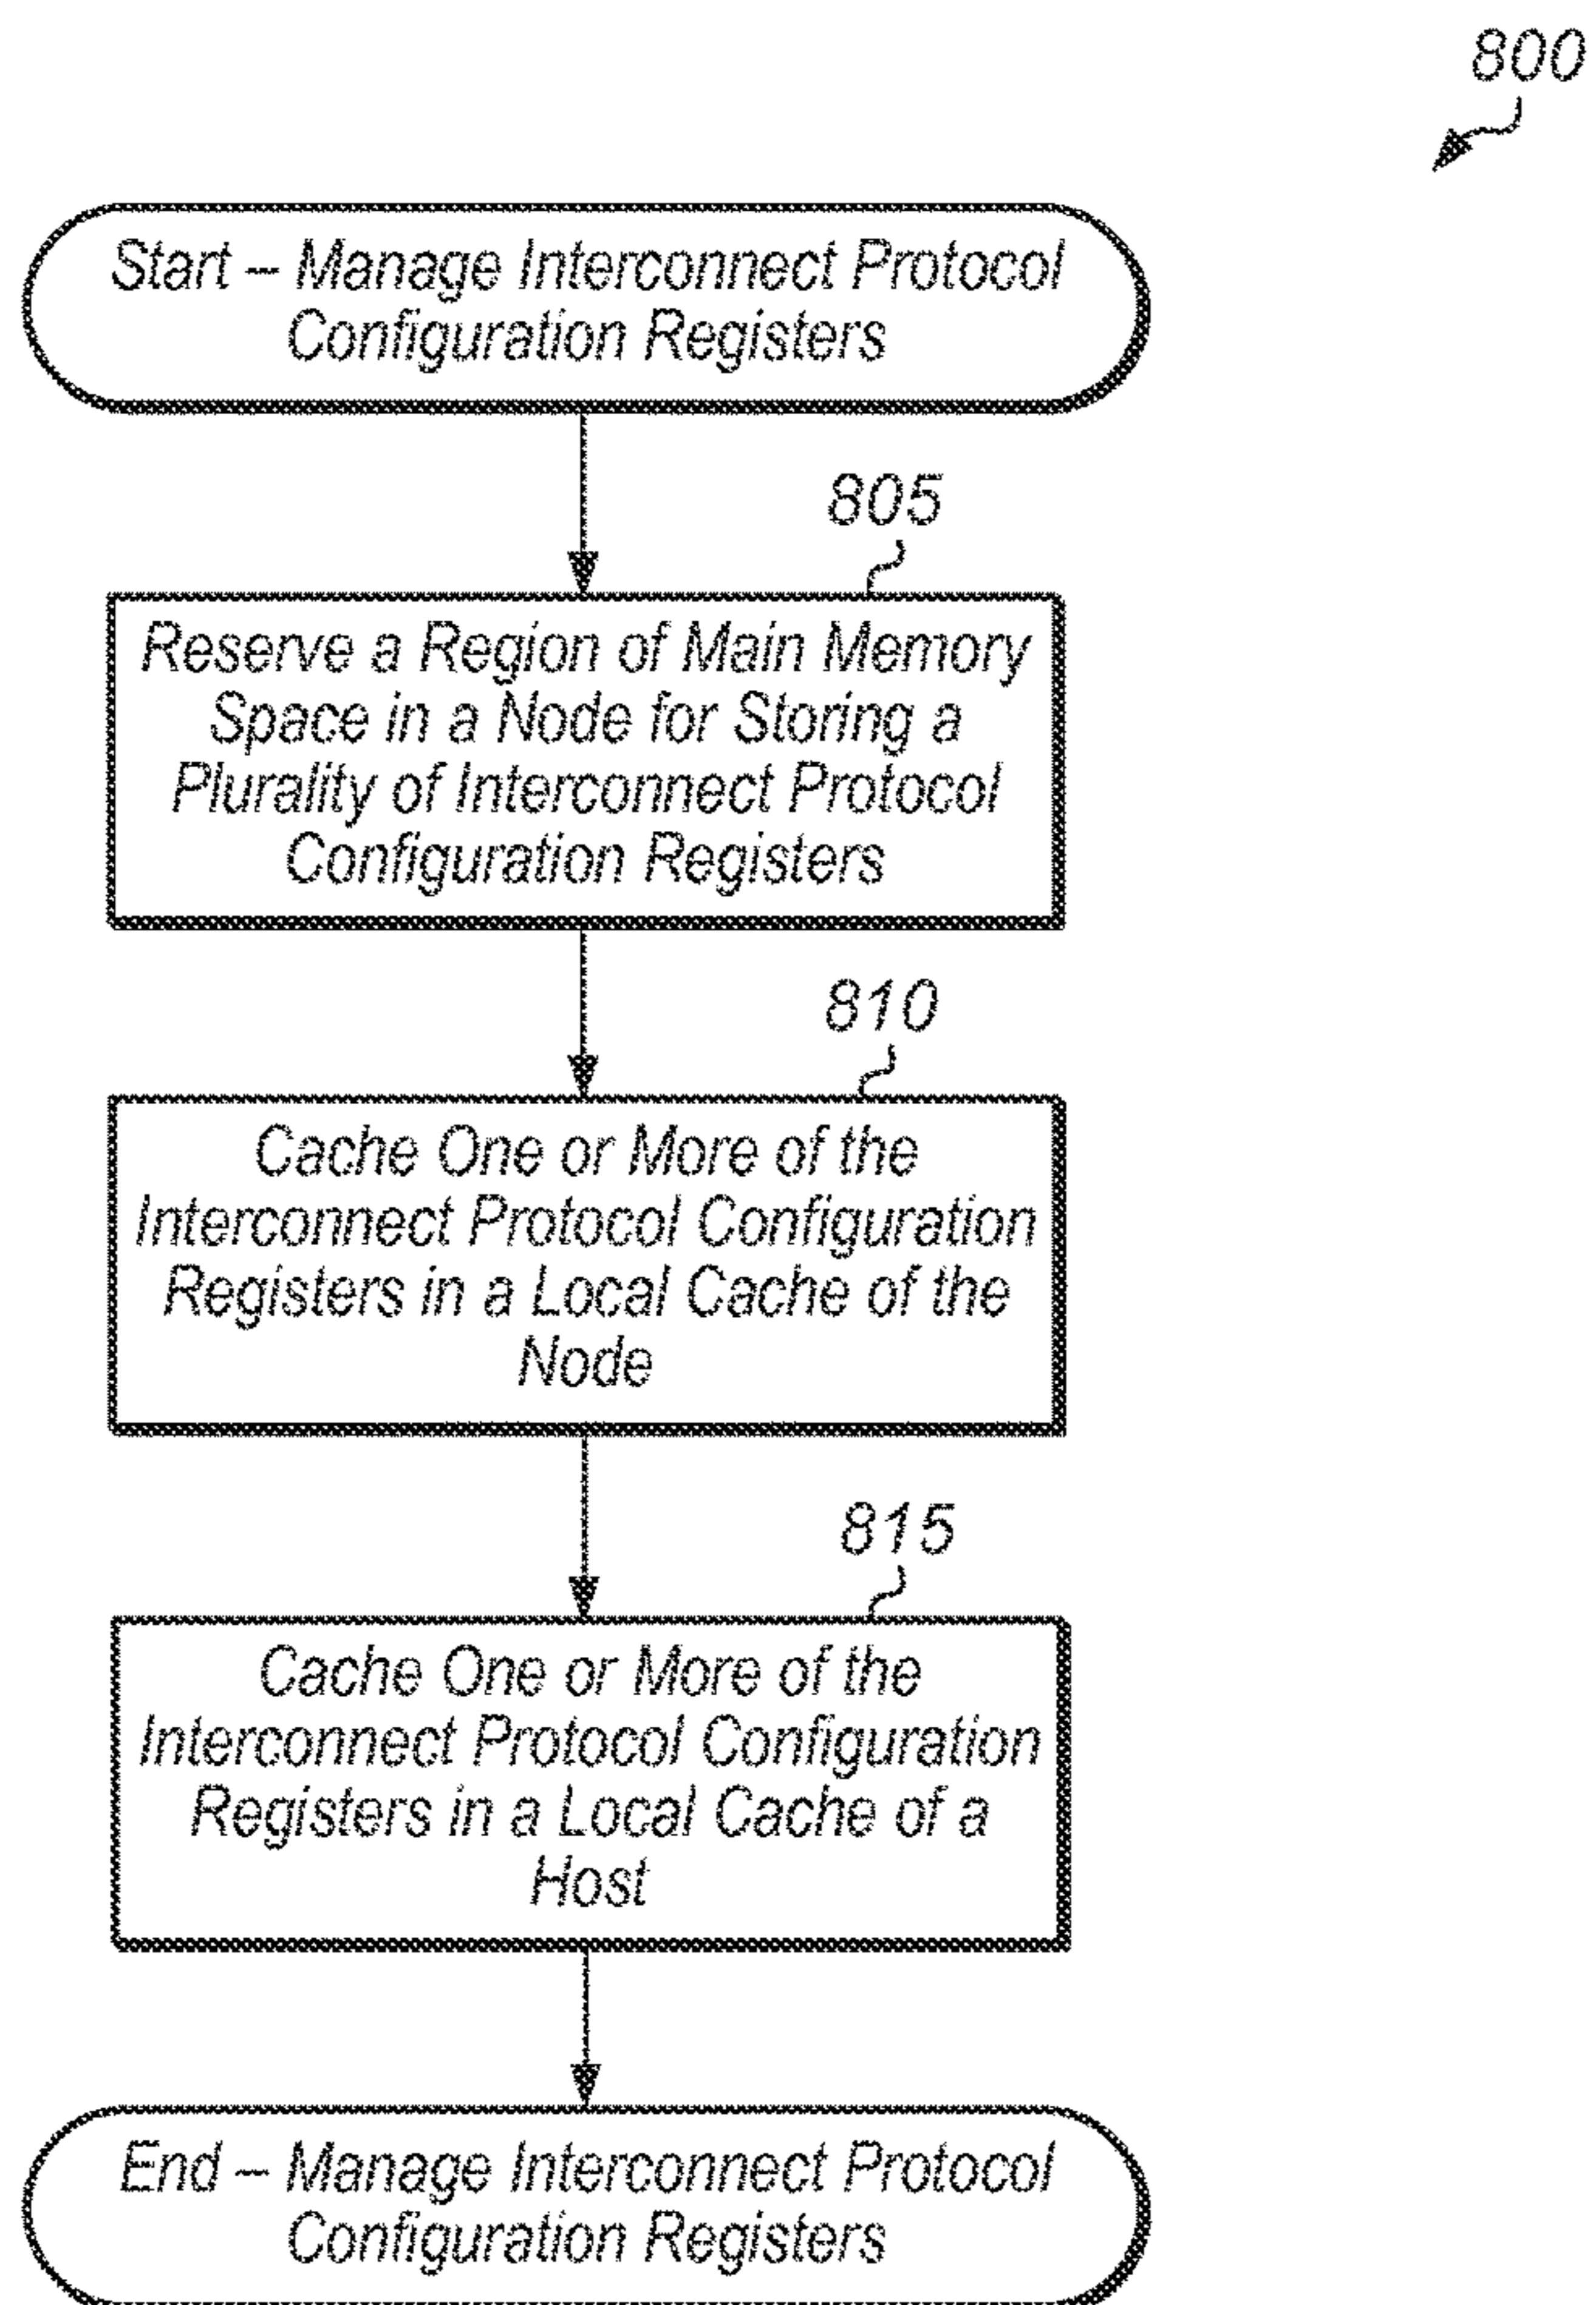 800
Start – Manage Interconnect Protocol
Configuration Registers
805
Reserve a Region of Main Memory
Space in a Node for Storing a
Plurality of Interconnect Protocol
Configuration Registers
810
Cache One or More of the
Interconnect Protocol Configuration
Registers in a Local Cache of the
Node
815
Cache One or More of the
Interconnect Protocol Configuration
Registers in a Local Cache of a
Host
End – Manage Interconnect Protocol
Configuration Registers